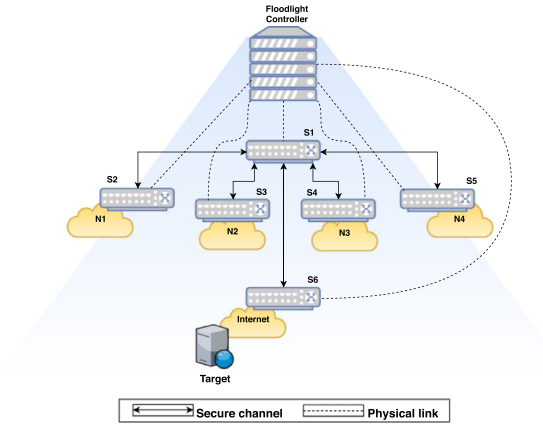 Floodlight
Controller
S1
S2
S3
S4
S5
N1
N2
N3
N4
S6
Internet
Target
Secure channel
Physical link